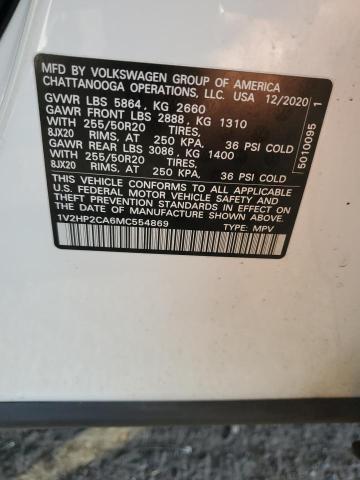 MFD BY VOLKSWAGEN GROUP OF AMERICA
CHATTANOOGA OPERATIONS, LLC. USA 12/2020
GVWR LBS 5864, KG 2660
GAWR FRONT LBS 2888, KG 1310
WITH 255/50R20 TIRES,
8JX20 RIMS, AT 250 KPA, 36 PSI COLD
GAWR REAR LBS 3086, KG 1400
WITH 255/50R20 TIRES,
8JX20 RIMS, AT 250 KPA, 36 PSI COLD
THIS VEHICLE CONFORMS TO ALL APPLICABLE
U.S. FEDERAL MOTOR VEHICLE SAFETY AND THEFT
PREVENTION STANDARDS IN EFFECT
ON THE DATE OF MANUFACTURE SHOWN ABOVE
1V2HP2CA6MC554869 TYPE: MPV
5010095 1